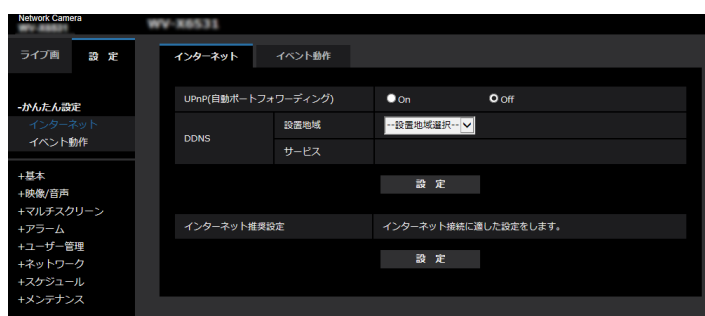 Network Camera
ライブ画
設 定
-かんたん設定
インターネット
イベント動作
+基本
+映像/音声
+マルチスクリーン
+アラーム
+ユーザー管理
+ネットワーク
+スケジュール
+メンテナンス
インターネット
イベント動作
UPnP(自動ポートフォワーディング)
On
Off
DDNS
設置地域
--設置地域選択--
サービス
設 定
インターネット推奨設定
インターネット接続に適した設定をします。
設 定